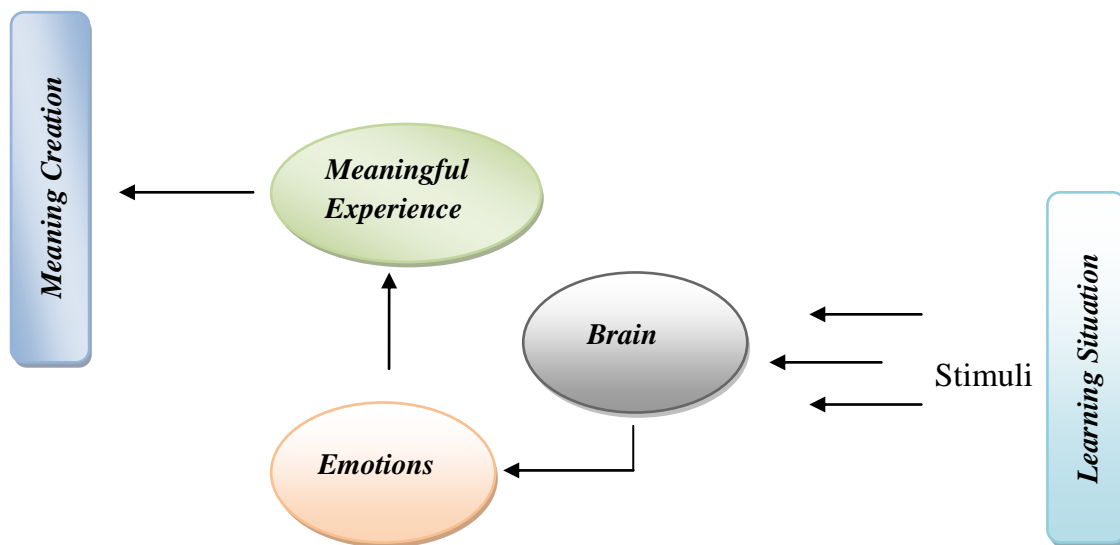 Meaning Creation
Meaningful
Experience
Brain
Stimuli
Learning Situation
Emotions